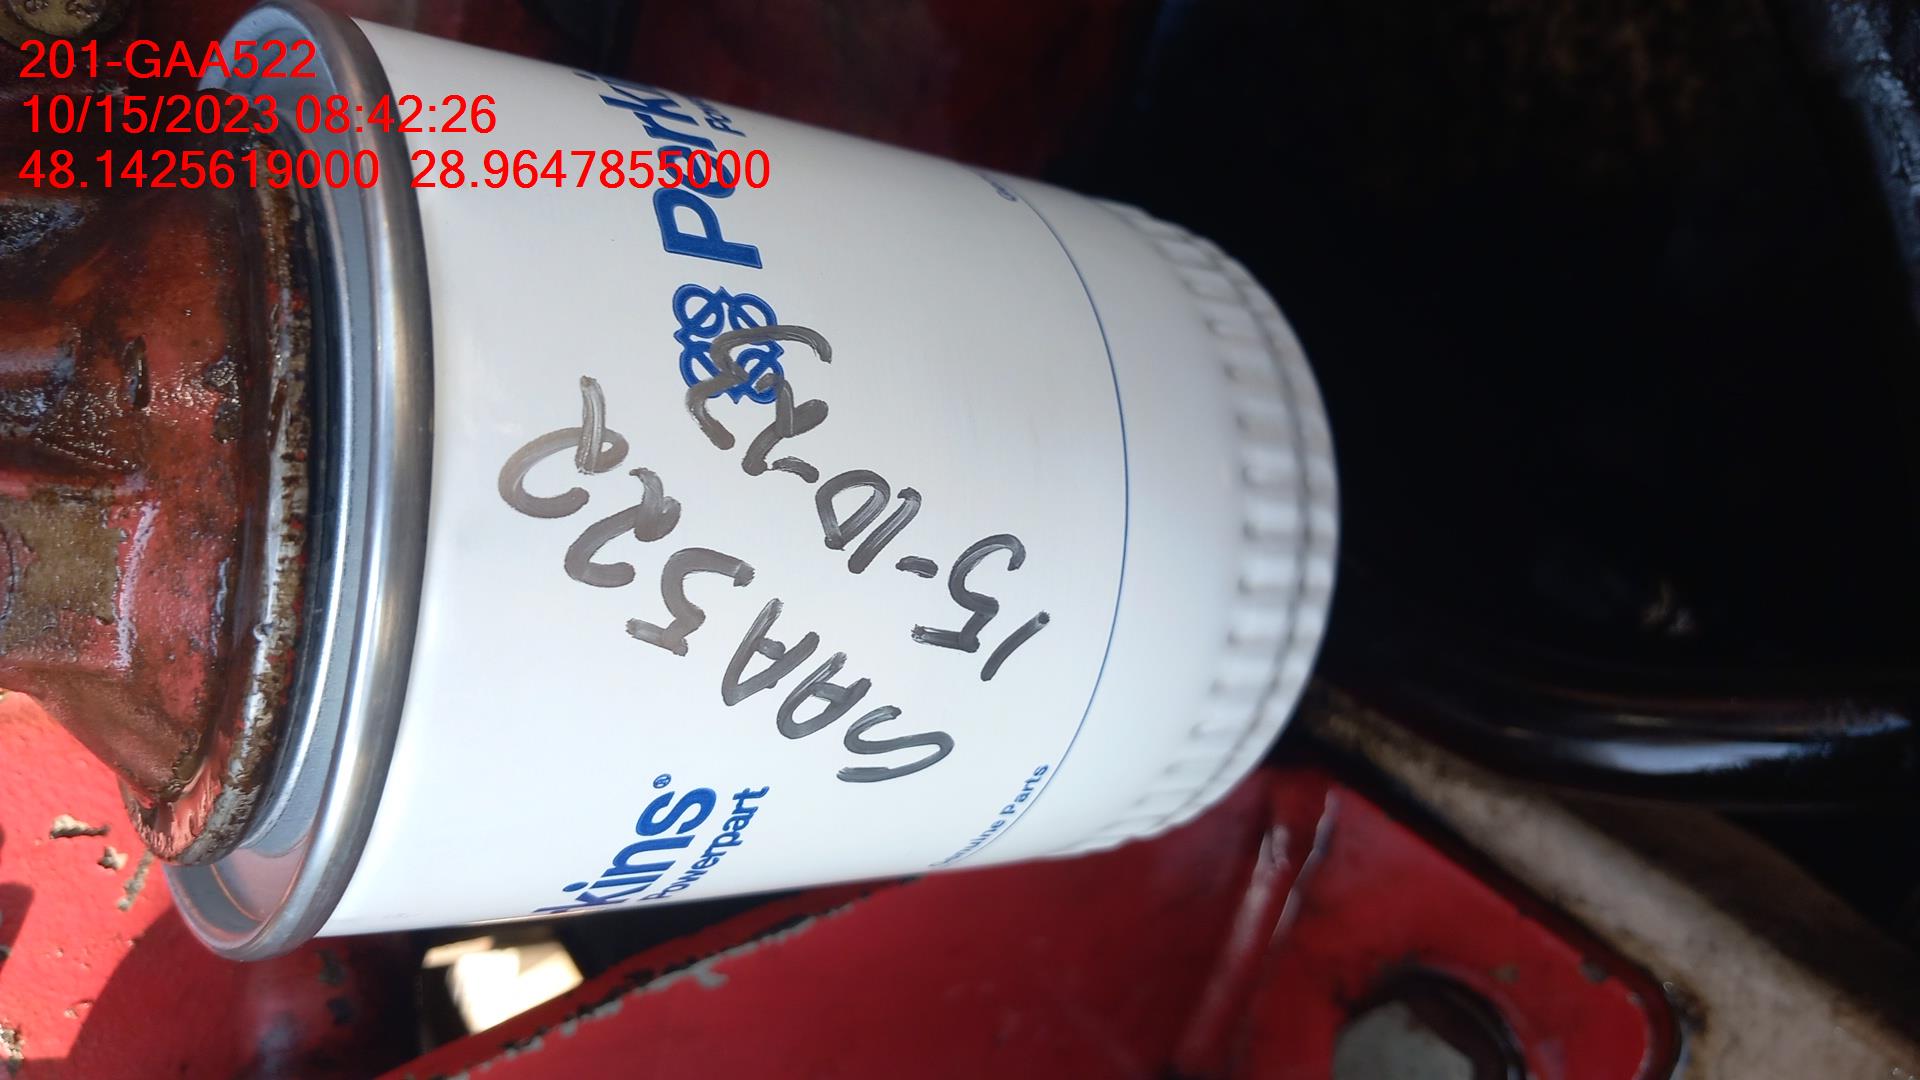 201-GAA522
10/15/2023 08:42:26
48.1425619000 28.9647855000
Perki
kins®
Powerpart
GAA522
15-10-23
Genuine Parts